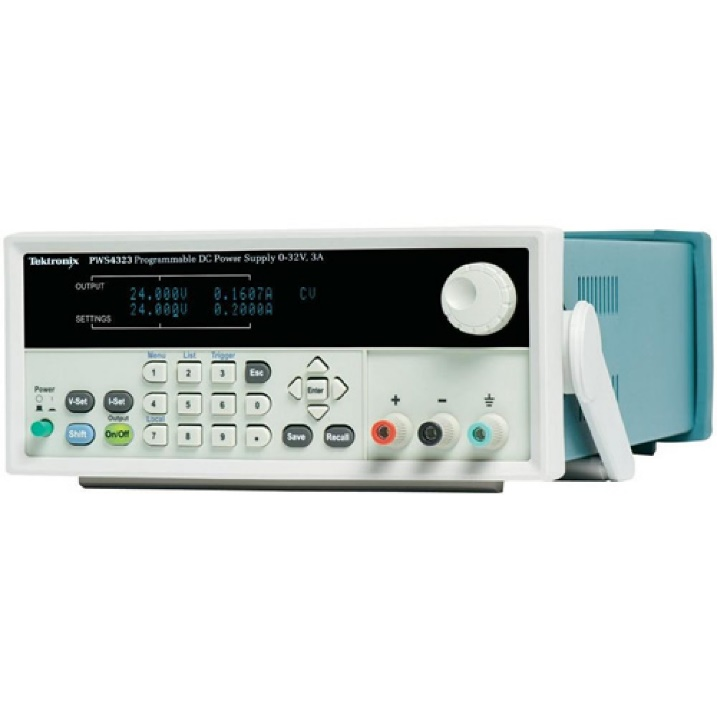 Tektronix PWS4323 Programmable DC Power Supply 0-32V, 3A
OUTPUT
24.000V 0.1607A CV
24.000V 0.2000A
SETTINGS
Menu List Trigger
1 2 3 Esc
Power
V-Set I-Set 4 5 6 0
Enter
Output Local
Shift On/Off 7 8 9 .
Save Recall
+ -